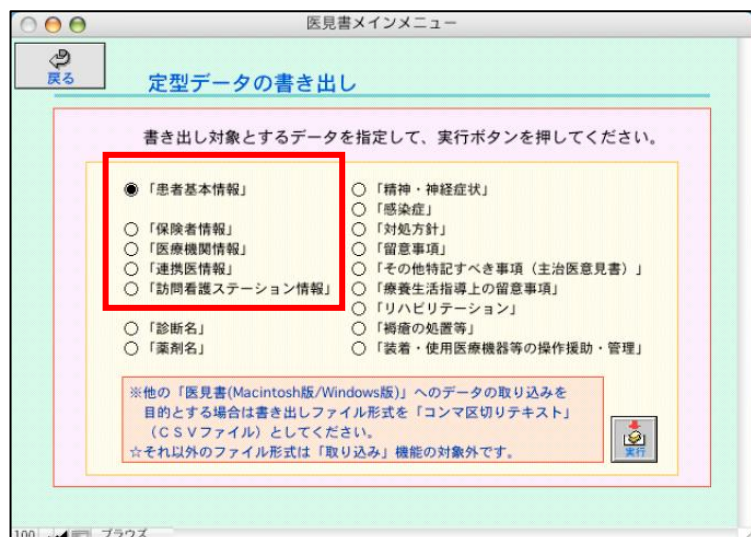 医見書メインメニュー
戻る
定型データの書き出し
書き出し対象とするデータを指定して、実行ボタンを押してください。
「患者基本情報」
「保険者情報」
「医療機関情報」
「連携医情報」
「訪問看護ステーション情報」
「診断名」
「薬剤名」
「精神・神経症状」
「感染症」
「対処方針」
「留意事項」
「その他特記すべき事項（主治医意見書）」
「療養生活指導上の留意事項」
「リハビリテーション」
「褥瘡の処置等」
「装着・使用医療機器等の操作援助・管理」
※他の「医見書(Macintosh版/Windows版)」へのデータの取り込みを
目的とする場合は書き出しファイル形式を「コンマ区切りテキスト」
（ＣＳＶファイル）としてください。
☆それ以外のファイル形式は「取り込み」機能の対象外です。
実行
100
ブラウズ